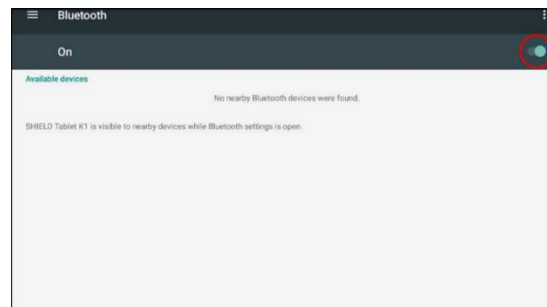 Bluetooth
On
Available devices
No nearby Bluetooth devices were found.
SHIELD Tablet K1 is visible to nearby devices while Bluetooth settings is open.